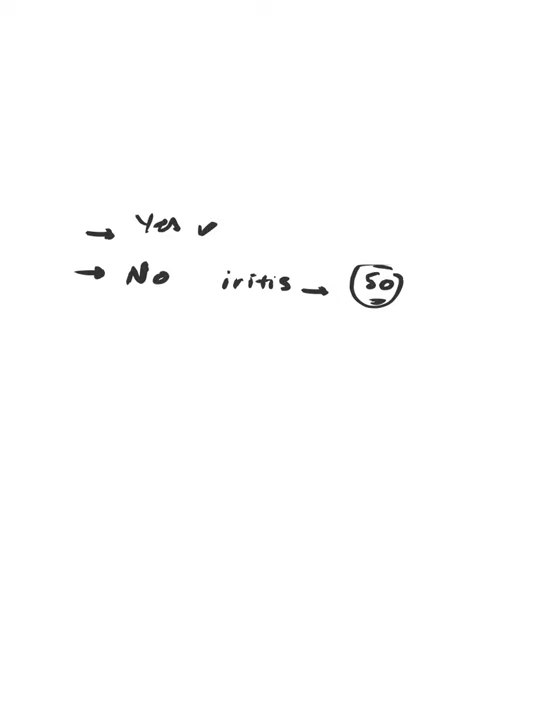 → Yes ✓
→ No iritis → 50